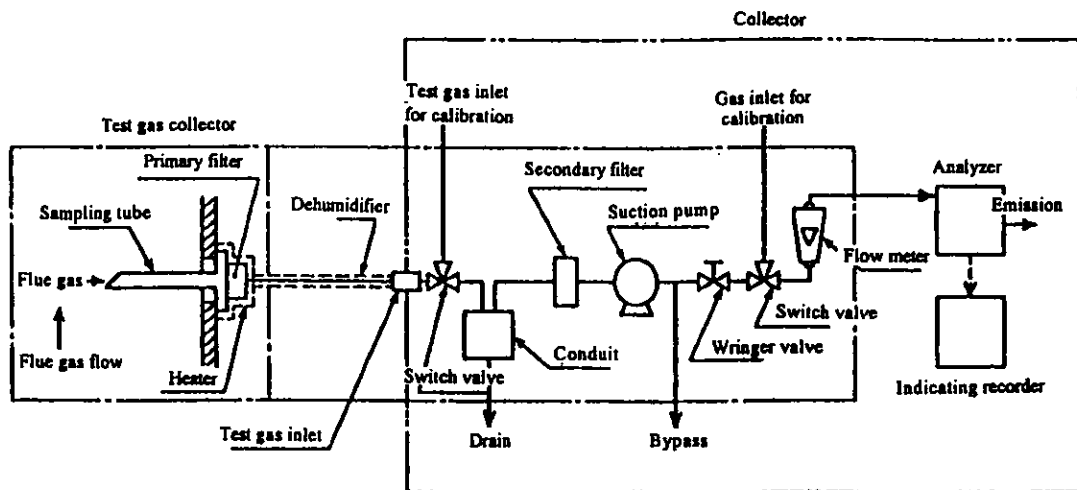 Collector
Test gas inlet
for calibration
Gas inlet for
calibration
Test gas collector
Primary filter
Secondary filter
Analyzer
Dehumidifier
Suction pump
Sampling tube
Emission
Flow meter
Flue gas
Switch valve
Wringer valve
Conduit
Flue gas flow
Heater
Switch valve
Indicating recorder
Test gas inlet
Drain
Bypass